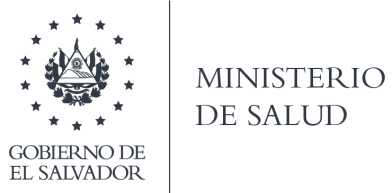 GOBIERNO DE
EL SALVADOR
MINISTERIO
DE SALUD